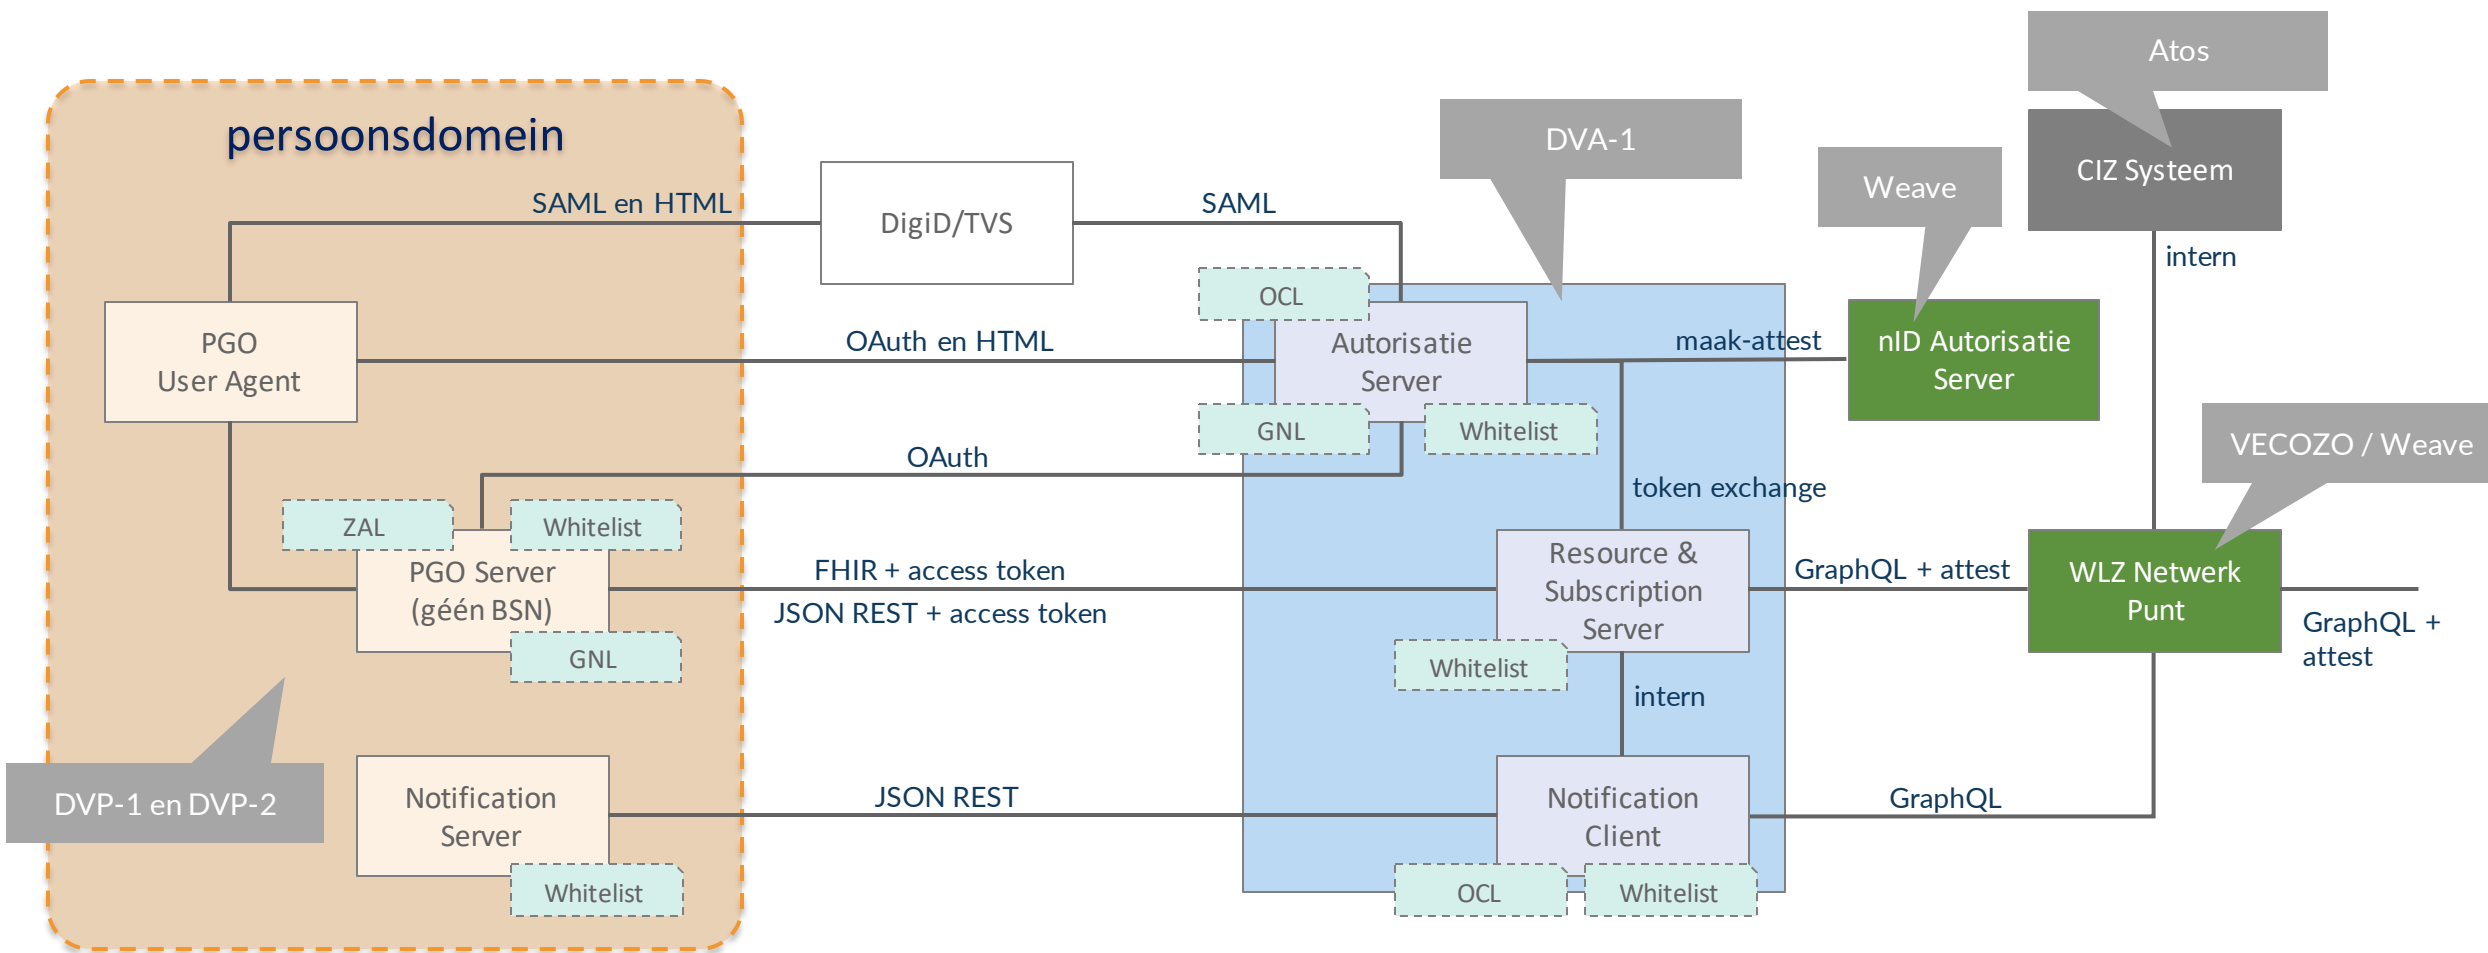 Atos
persoonsdomein
DVA-1
CIZ Systeem
Weave
SAML en HTML
SAML
DigiD/TVS
intern
OCL
PGO
User Agent
OAuth en HTML
Autorisatie
Server
maak-attest
nID Autorisatie
Server
GNL
Whitelist
VECOZO / Weave
OAuth
token exchange
ZAL
Whitelist
PGO Server
(géén BSN)
FHIR + access token
JSON REST + access token
Resource &
Subscription
Server
GraphQL + attest
WLZ Netwerk
Punt
GraphQL +
attest
GNL
Whitelist
intern
DVP-1 en DVP-2
Notification
Server
JSON REST
Notification
Client
GraphQL
Whitelist
OCL
Whitelist